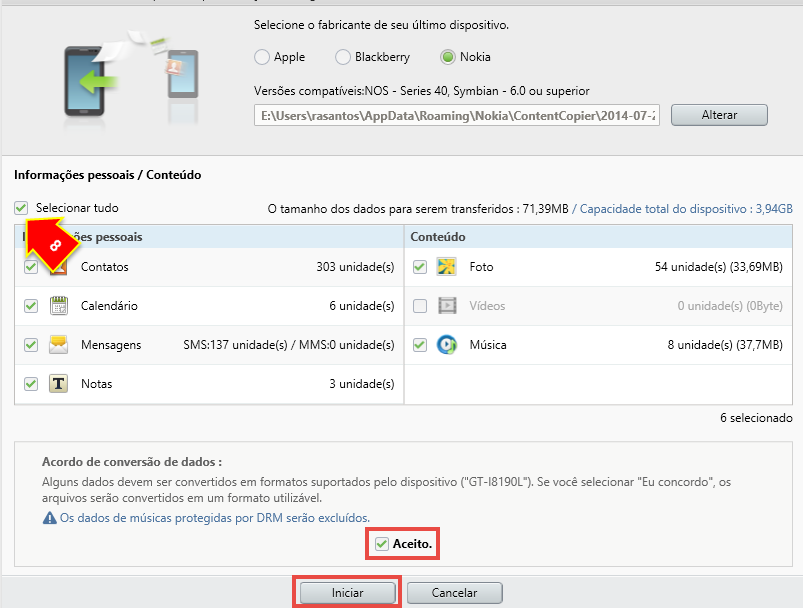 Selecione o fabricante de seu último dispositivo.
Apple Blackberry Nokia
Versões compatíveis:NOS - Series 40, Symbian - 6.0 ou superior
E:\Users\rasantos\AppData\Roaming\Nokia\ContentCopier\2014-07-2 Alterar
Informações pessoais / Conteúdo
Selecionar tudo O tamanho dos dados para serem transferidos : 71,39MB / Capacidade total do dispositivo : 3,94GB
8
pessoais Conteúdo
Contatos 303 unidade(s) Foto 54 unidade(s) (33,69MB)
Calendário 6 unidade(s) Vídeos 0 unidade(s) (0Byte)
Mensagens SMS:137 unidade(s) / MMS:0 unidade(s) Música 8 unidade(s) (37,7MB)
T Notas 3 unidade(s)
6 selecionado
Acordo de conversão de dados :
Alguns dados devem ser convertidos em formatos suportados pelo dispositivo ("GT-I8190L"). Se você selecionar "Eu concordo", os
arquivos serão convertidos em um formato utilizável.
Os dados de músicas protegidas por DRM serão excluídos.
Aceito.
Iniciar Cancelar